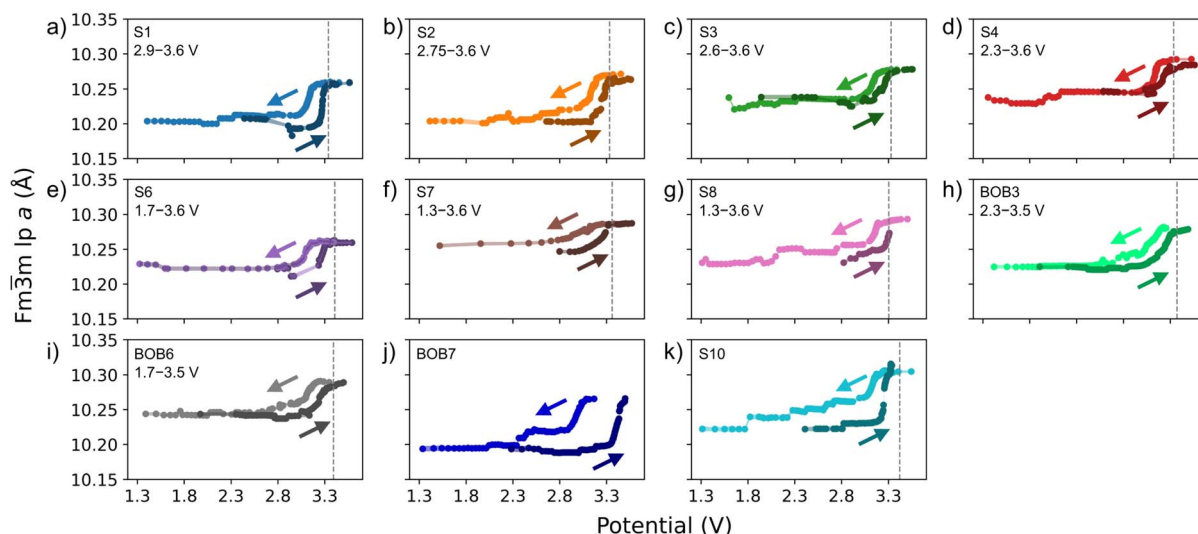 a) S1
2.9−3.6 V
b) S2
2.75−3.6 V
c) S3
2.6−3.6 V
d) S4
2.3−3.6 V
10.35
10.30
10.25
10.20
10.15
e) S6
1.7−3.6 V
f) S7
1.3−3.6 V
g) S8
1.3−3.6 V
h) BOB3
2.3−3.5 V
10.35
10.30
10.25
10.20
10.15
Fm3̅m lp a (Å)
i) BOB6
1.7−3.5 V
j) BOB7
k) S10
10.35
10.30
10.25
10.20
10.15
1.3 1.8 2.3 2.8 3.3
1.3 1.8 2.3 2.8 3.3
1.3 1.8 2.3 2.8 3.3
Potential (V)